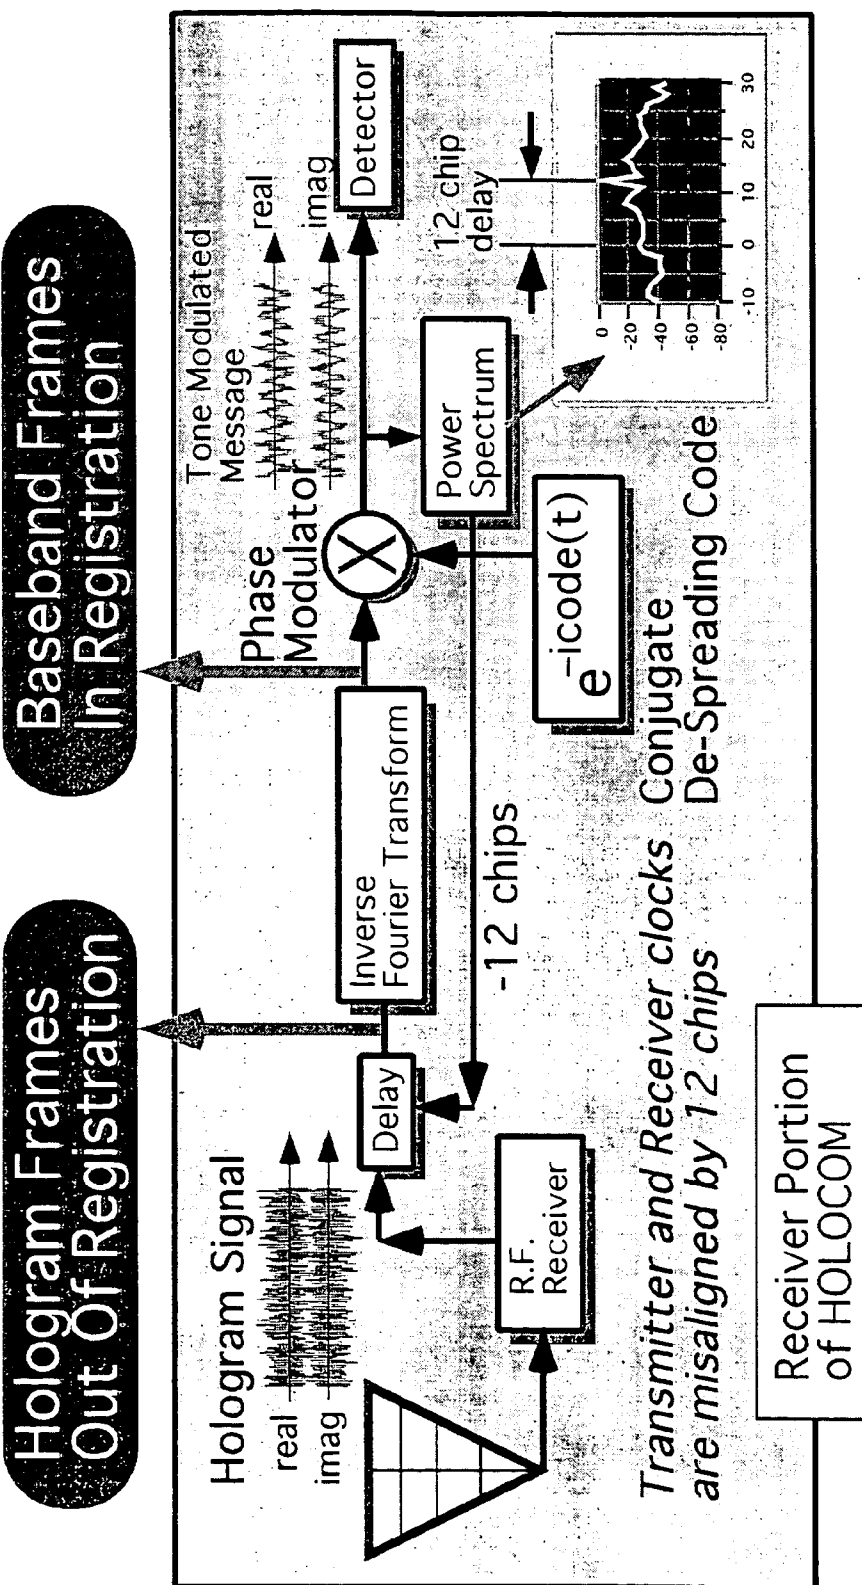 Hologram Frames
Out Of Registration
Baseband Frames
In Registration
Hologram Signal
real
imag
Delay
R.F.
Receiver
Inverse
Fourier Transform
Phase
Modulator
X
Tone Modulated
Message
real
imag
Detector
Power
Spectrum
-12 chips
e^-icode(t)
Conjugate
De-Spreading Code
12 chip
delay
0
-20
-40
-60
-80
-10
0
10
20
30
Transmitter and Receiver clocks
are misaligned by 12 chips
Receiver Portion
of HOLOCOM